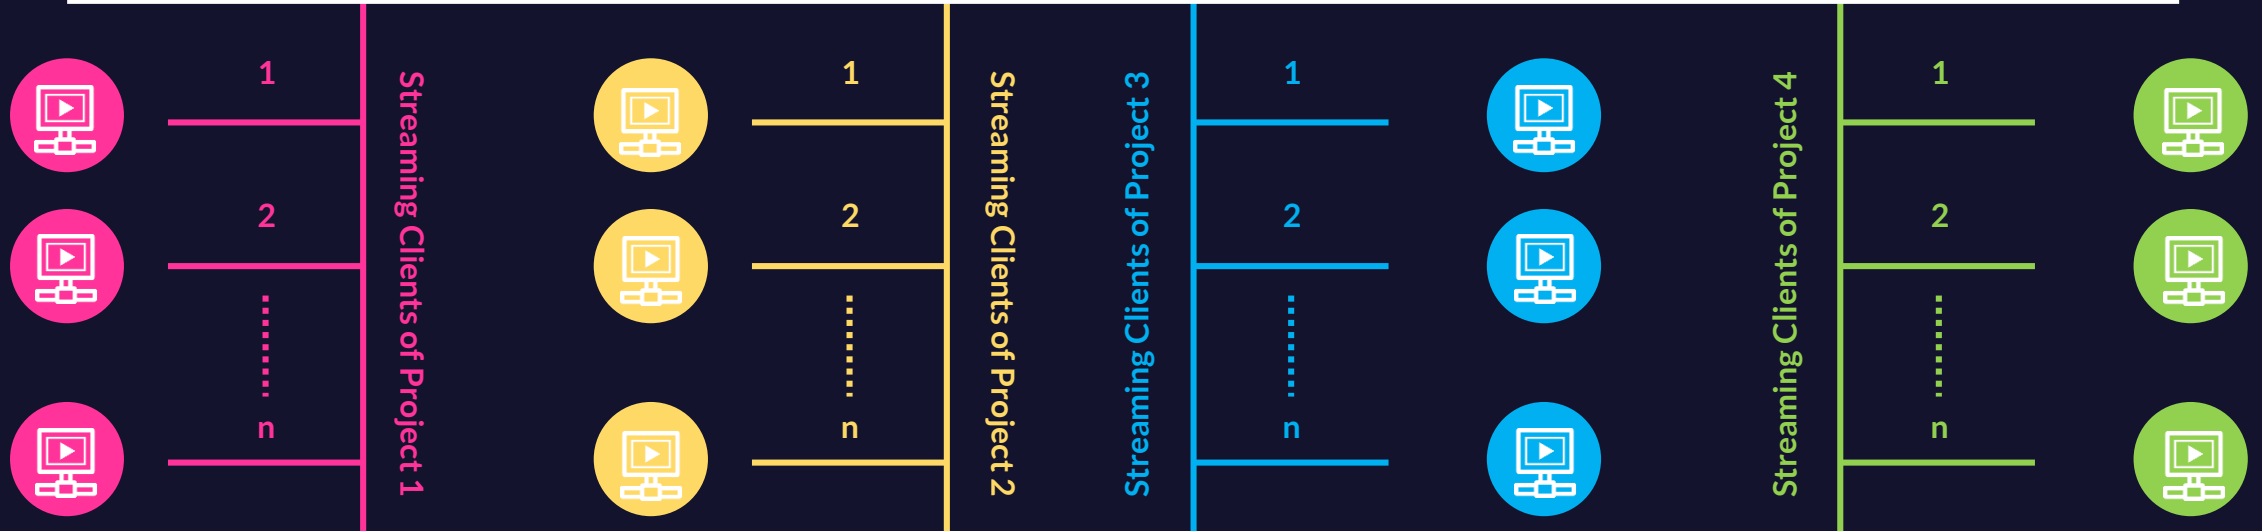 1
2
n
Streaming Clients of Project 1
1
2
n
Streaming Clients of Project 2
Streaming Clients of Project 3
1
2
n
Streaming Clients of Project 4
1
2
n